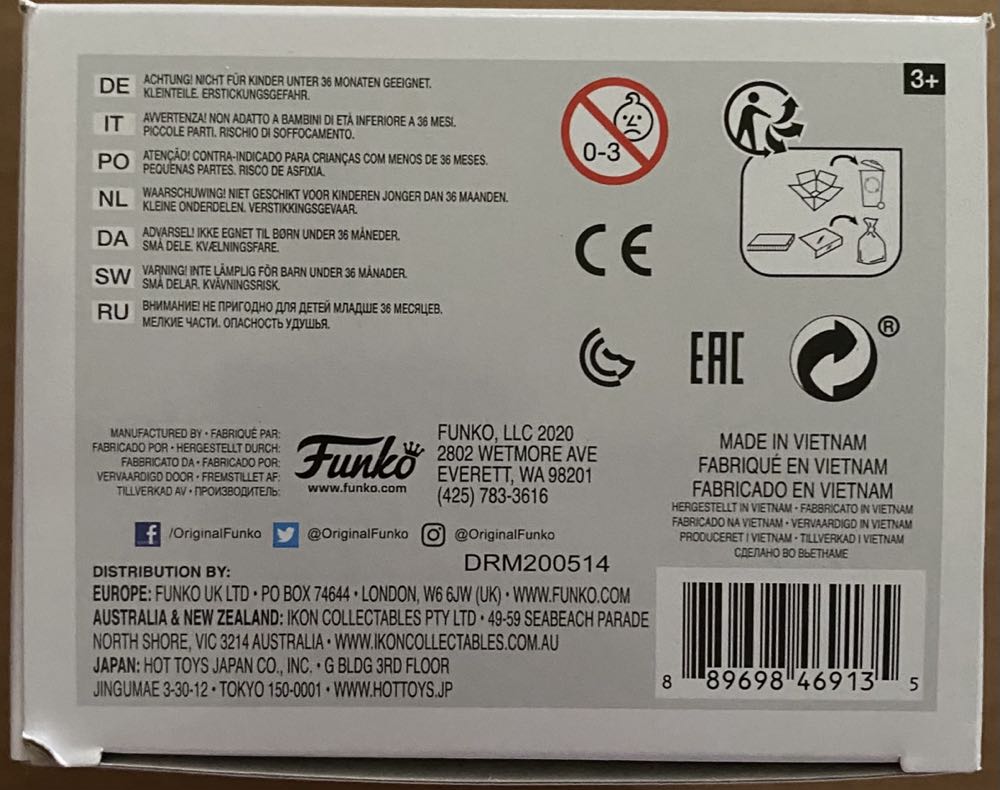 3+
DE ACHTUNG! NICHT FÜR KINDER UNTER 36 MONATEN GEEIGNET.
KLEINTEILE. ERSTICKUNGSGEFAHR.
IT AVVERTENZA! NON ADATTO A BAMBINI DI ETÀ INFERIORE A 36 MESI.
PICCOLE PARTI. RISCHIO DI SOFFOCAMENTO.
PO ATENÇÃO! CONTRA-INDICADO PARA CRIANÇAS COM MENOS DE 36 MESES.
PEQUENAS PARTES. RISCO DE ASFIXIA.
NL WAARSCHUWING! NIET GESCHIKT VOOR KINDEREN JONGER DAN 36 MAANDEN.
KLEINE ONDERDELEN. VERSTIKKINGSGEVAAR.
DA ADVARSEL! IKKE EGNET TIL BØRN UNDER 36 MÅNEDER.
SMÅ DELE. KVÆLNINGSFARE.
SW VARNING! INTE LÄMPLIG FÖR BARN UNDER 36 MÅNADER.
SMÅ DELAR. KVÄVNINGSRISK.
RU ВНИМАНИЕ! НЕ ПРИГОДНО ДЛЯ ДЕТЕЙ МЛАДШЕ 36 МЕСЯЦЕВ.
МЕЛКИЕ ЧАСТИ. ОПАСНОСТЬ УДУШЬЯ.
0-3
CE
EAC
®
MANUFACTURED BY • FABRIQUÉ PAR:
FABRICADO POR • HERGESTELLT DURCH:
FABBRICATO DA • FABRICADO POR:
VERVAARDIGD DOOR • FREMSTILLET AF:
TILLVERKAD AV • ПРОИЗВОДИТЕЛЬ:
Funko
www.funko.com
FUNKO, LLC 2020
2802 WETMORE AVE
EVERETT, WA 98201
(425) 783-3616
MADE IN VIETNAM
FABRIQUÉ EN VIETNAM
FABRICADO EN VIETNAM
HERGESTELLT IN VIETNAM • FABBRICATO IN VIETNAM
FABRICADO NA VIETNAM • VERVAARDIGD IN VIETNAM
PRODUCERET I VIETNAM • TILLVERKAD I VIETNAM
СДЕЛАНО ВО ВЬЕТНАМЕ
f /OriginalFunko @OriginalFunko @OriginalFunko
DRM200514
DISTRIBUTION BY:
EUROPE: FUNKO UK LTD • PO BOX 74644 • LONDON, W6 6JW (UK) • WWW.FUNKO.COM
AUSTRALIA & NEW ZEALAND: IKON COLLECTABLES PTY LTD • 49-59 SEABEACH PARADE
NORTH SHORE, VIC 3214 AUSTRALIA • WWW.IKONCOLLECTABLES.COM.AU
JAPAN: HOT TOYS JAPAN CO., INC. • G BLDG 3RD FLOOR
JINGUMAE 3-30-12 • TOKYO 150-0001 • WWW.HOTTOYS.JP
8 89698 46913 5